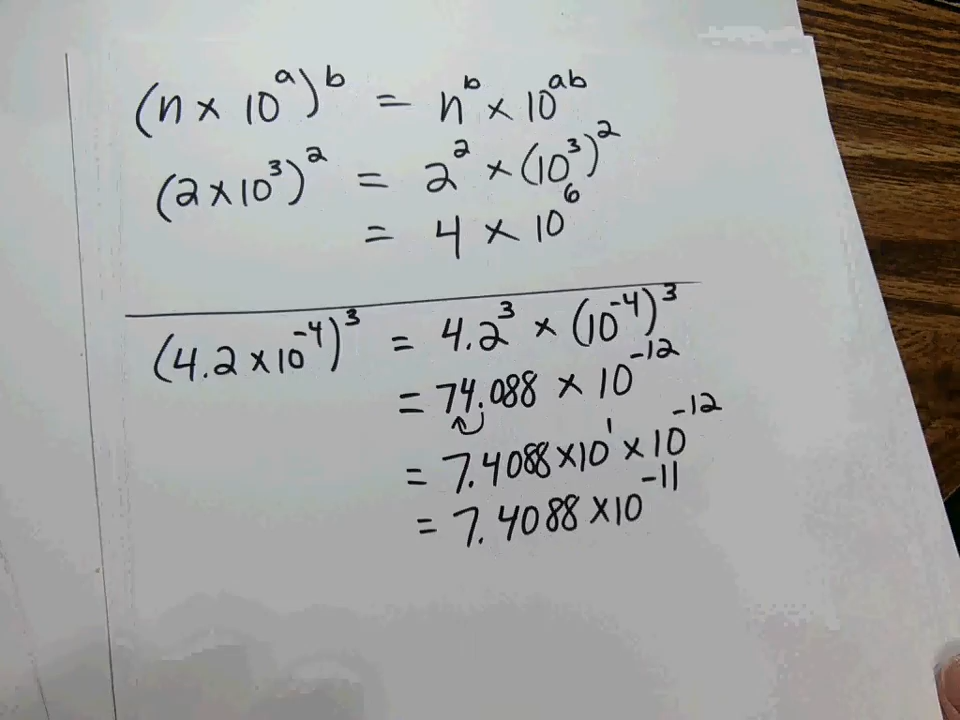 (n × 10^a)^b = n^b × 10^ab
(2 × 10^3)^2 = 2^2 × (10^3)^2
= 4 × 10^6
(4.2 × 10^-4)^3 = 4.2^3 × (10^-4)^3
= 74.088 × 10^-12
= 7.4088 × 10^1 × 10^-12
= 7.4088 × 10^-11